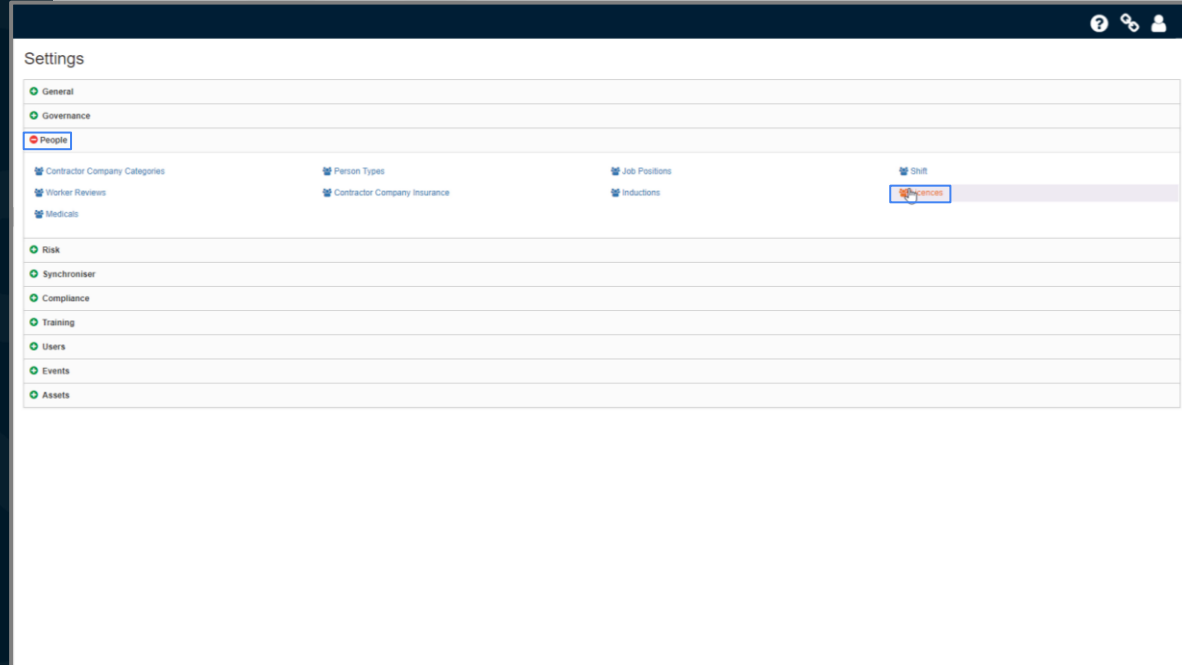 Settings
General
Governance
People
Contractor Company Categories Person Types Job Positions Shift
Worker Reviews Contractor Company Insurance Inductions
Medicals
Risk
Synchroniser
Compliance
Training
Users
Events
Assets